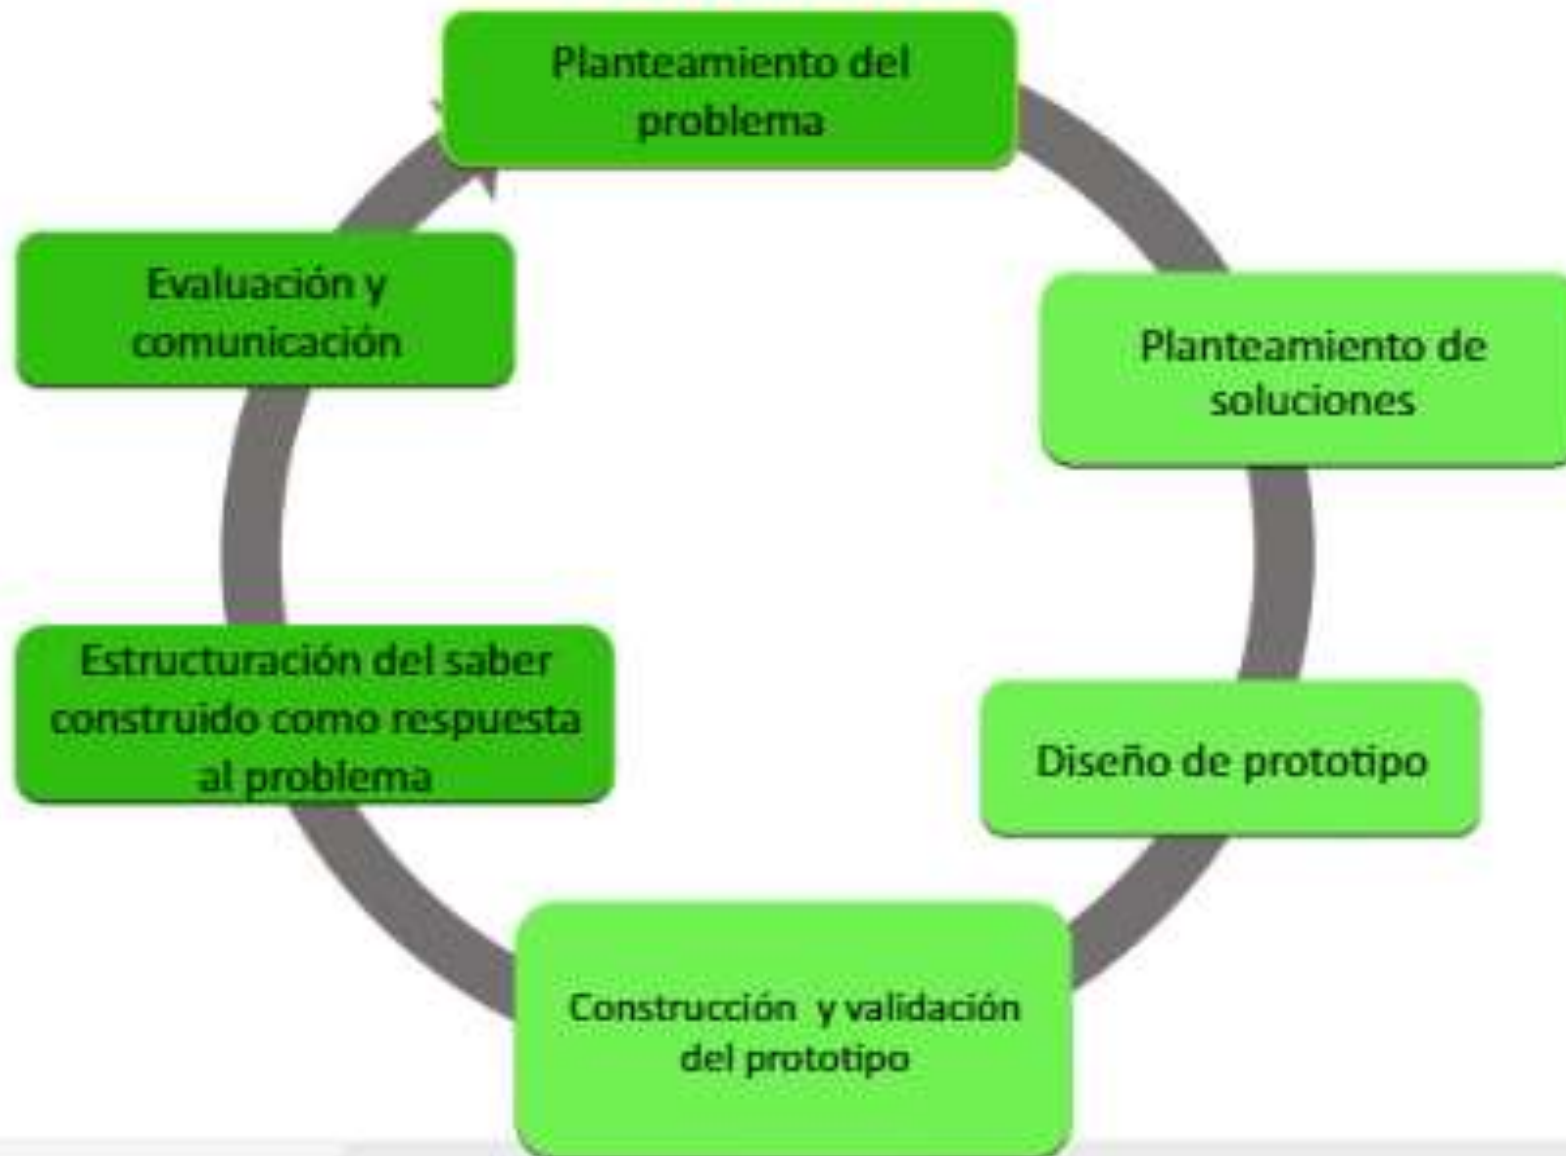 Planteamiento del
problema
Planteamiento de
soluciones
Diseño de prototipo
Construcción y validación
del prototipo
Estructuración del saber
construido como respuesta
al problema
Evaluación y
comunicación